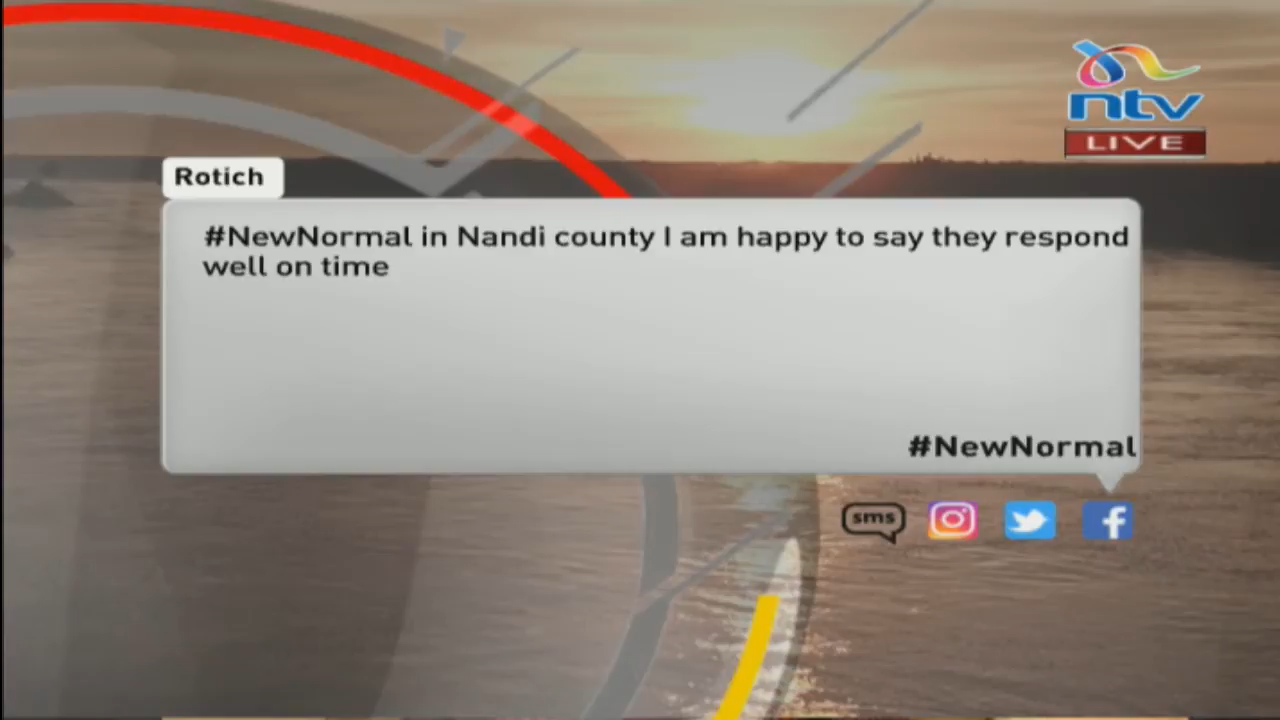 ntv
LIVE
Rotich
#NewNormal in Nandi county I am happy to say they respond
well on time
#NewNormal
sms